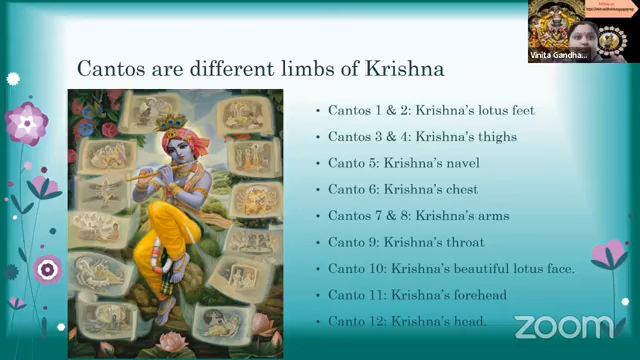 Cantos are different limbs of Krishna
• Cantos 1 & 2: Krishna’s lotus feet
• Cantos 3 & 4: Krishna’s thighs
• Canto 5: Krishna’s navel
• Canto 6: Krishna’s chest
• Cantos 7 & 8: Krishna’s arms
• Canto 9: Krishna’s throat
• Canto 10: Krishna’s beautiful lotus face.
• Canto 11: Krishna’s forehead
• Canto 12: Krishna’s head.
Vinita Gandha...
zoom